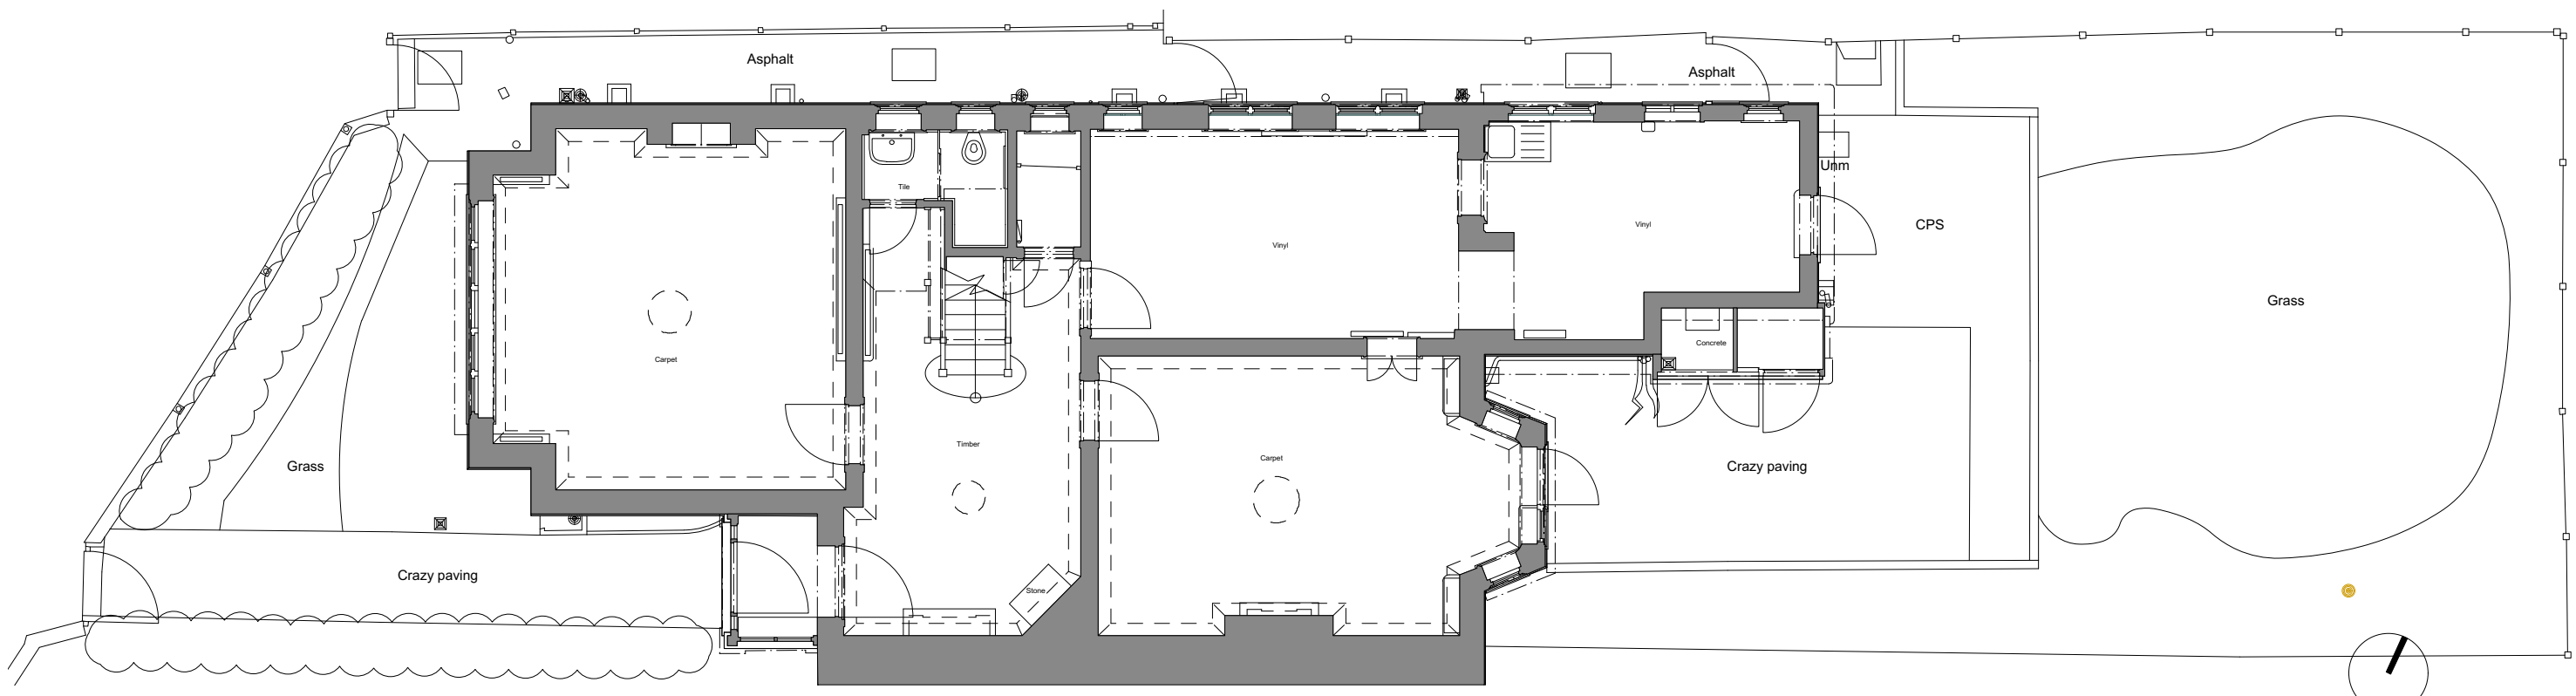 Asphalt
Asphalt
Unm
Tile
CPS
Vinyl
Vinyl
Grass
Concrete
Carpet
Timber
Carpet
Grass
Crazy paving
Crazy paving
Stone